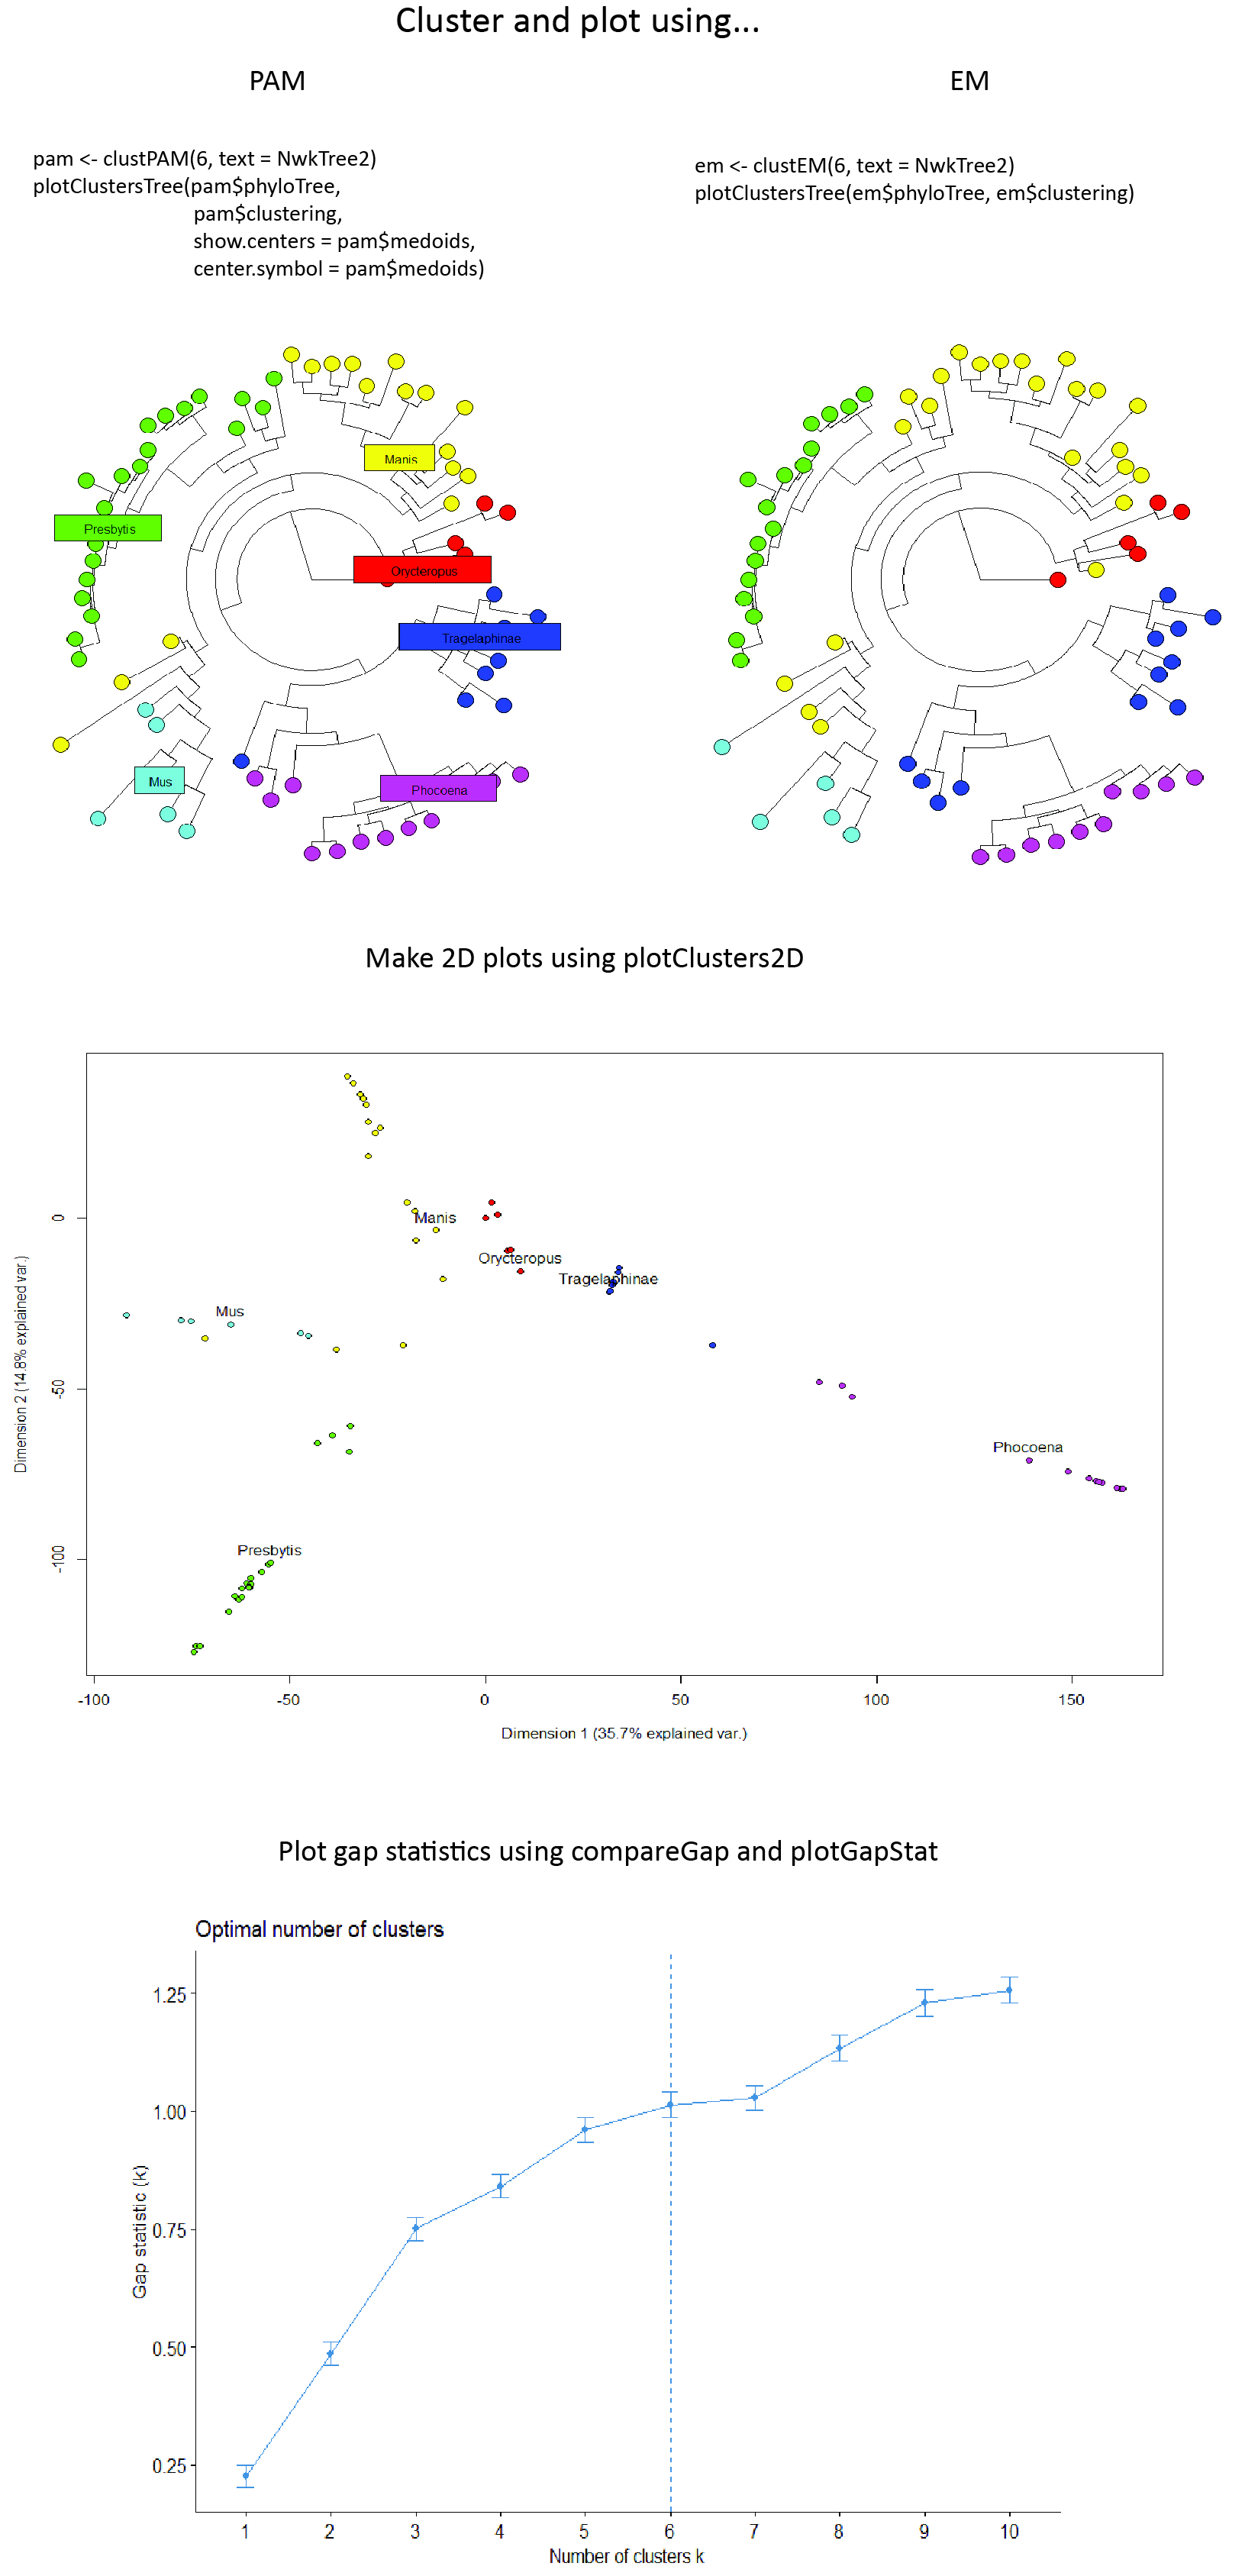 Cluster and plot using...
PAM
EM
pam <- clustPAM(6, text = NwkTree2)
plotClustersTree(pam$phyloTree,
pam$clustering,
show.centers = pam$medoids,
center.symbol = pam$medoids)
em <- clustEM(6, text = NwkTree2)
plotClustersTree(em$phyloTree, em$clustering)
Manis
Presbytis
Orycteropus
Tragelaphinae
Mus
Phocoena
Make 2D plots using plotClusters2D
Manis
Orycteropus
Tragelaphinae
Mus
Phocoena
Presbytis
0
-50
-100
Dimension 2 (14.8% explained var.)
-100 -50 0 50 100 150
Dimension 1 (35.7% explained var.)
Plot gap statistics using compareGap and plotGapStat
Optimal number of clusters
1.25
1.00
0.75
0.50
0.25
Gap statistic (k)
1 2 3 4 5 6 7 8 9 10
Number of clusters k